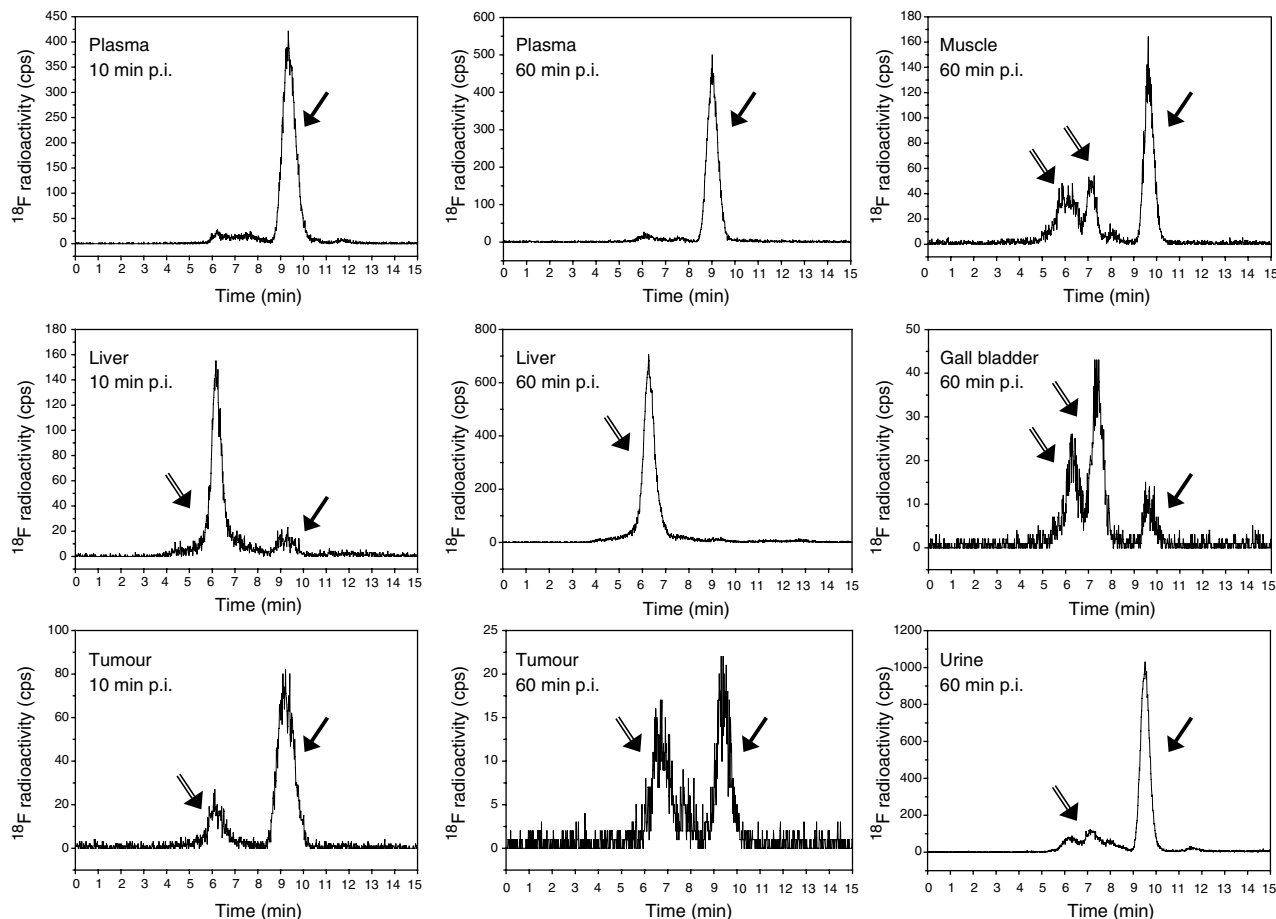 Plasma
10 min p.i.
450
400
350
300
250
200
150
100
50
0
¹⁸F radioactivity (cps)
0 1 2 3 4 5 6 7 8 9 10 11 12 13 14 15
Time (min)
Plasma
60 min p.i.
600
500
400
300
200
100
0
¹⁸F radioactivity (cps)
0 1 2 3 4 5 6 7 8 9 10 11 12 13 14 15
Time (min)
Muscle
60 min p.i.
180
160
140
120
100
80
60
40
20
0
¹⁸F radioactivity (cps)
0 1 2 3 4 5 6 7 8 9 10 11 12 13 14 15
Time (min)
Liver
10 min p.i.
180
160
140
120
100
80
60
40
20
0
¹⁸F radioactivity (cps)
0 1 2 3 4 5 6 7 8 9 10 11 12 13 14 15
Time (min)
Liver
60 min p.i.
800
600
400
200
0
¹⁸F radioactivity (cps)
0 1 2 3 4 5 6 7 8 9 10 11 12 13 14 15
Time (min)
Gall bladder
60 min p.i.
50
40
30
20
10
0
¹⁸F radioactivity (cps)
0 1 2 3 4 5 6 7 8 9 10 11 12 13 14 15
Time (min)
Tumour
10 min p.i.
100
80
60
40
20
0
¹⁸F radioactivity (cps)
0 1 2 3 4 5 6 7 8 9 10 11 12 13 14 15
Time (min)
Tumour
60 min p.i.
25
20
15
10
5
0
¹⁸F radioactivity (cps)
0 1 2 3 4 5 6 7 8 9 10 11 12 13 14 15
Time (min)
Urine
60 min p.i.
1200
1000
800
600
400
200
0
¹⁸F radioactivity (cps)
0 1 2 3 4 5 6 7 8 9 10 11 12 13 14 15
Time (min)